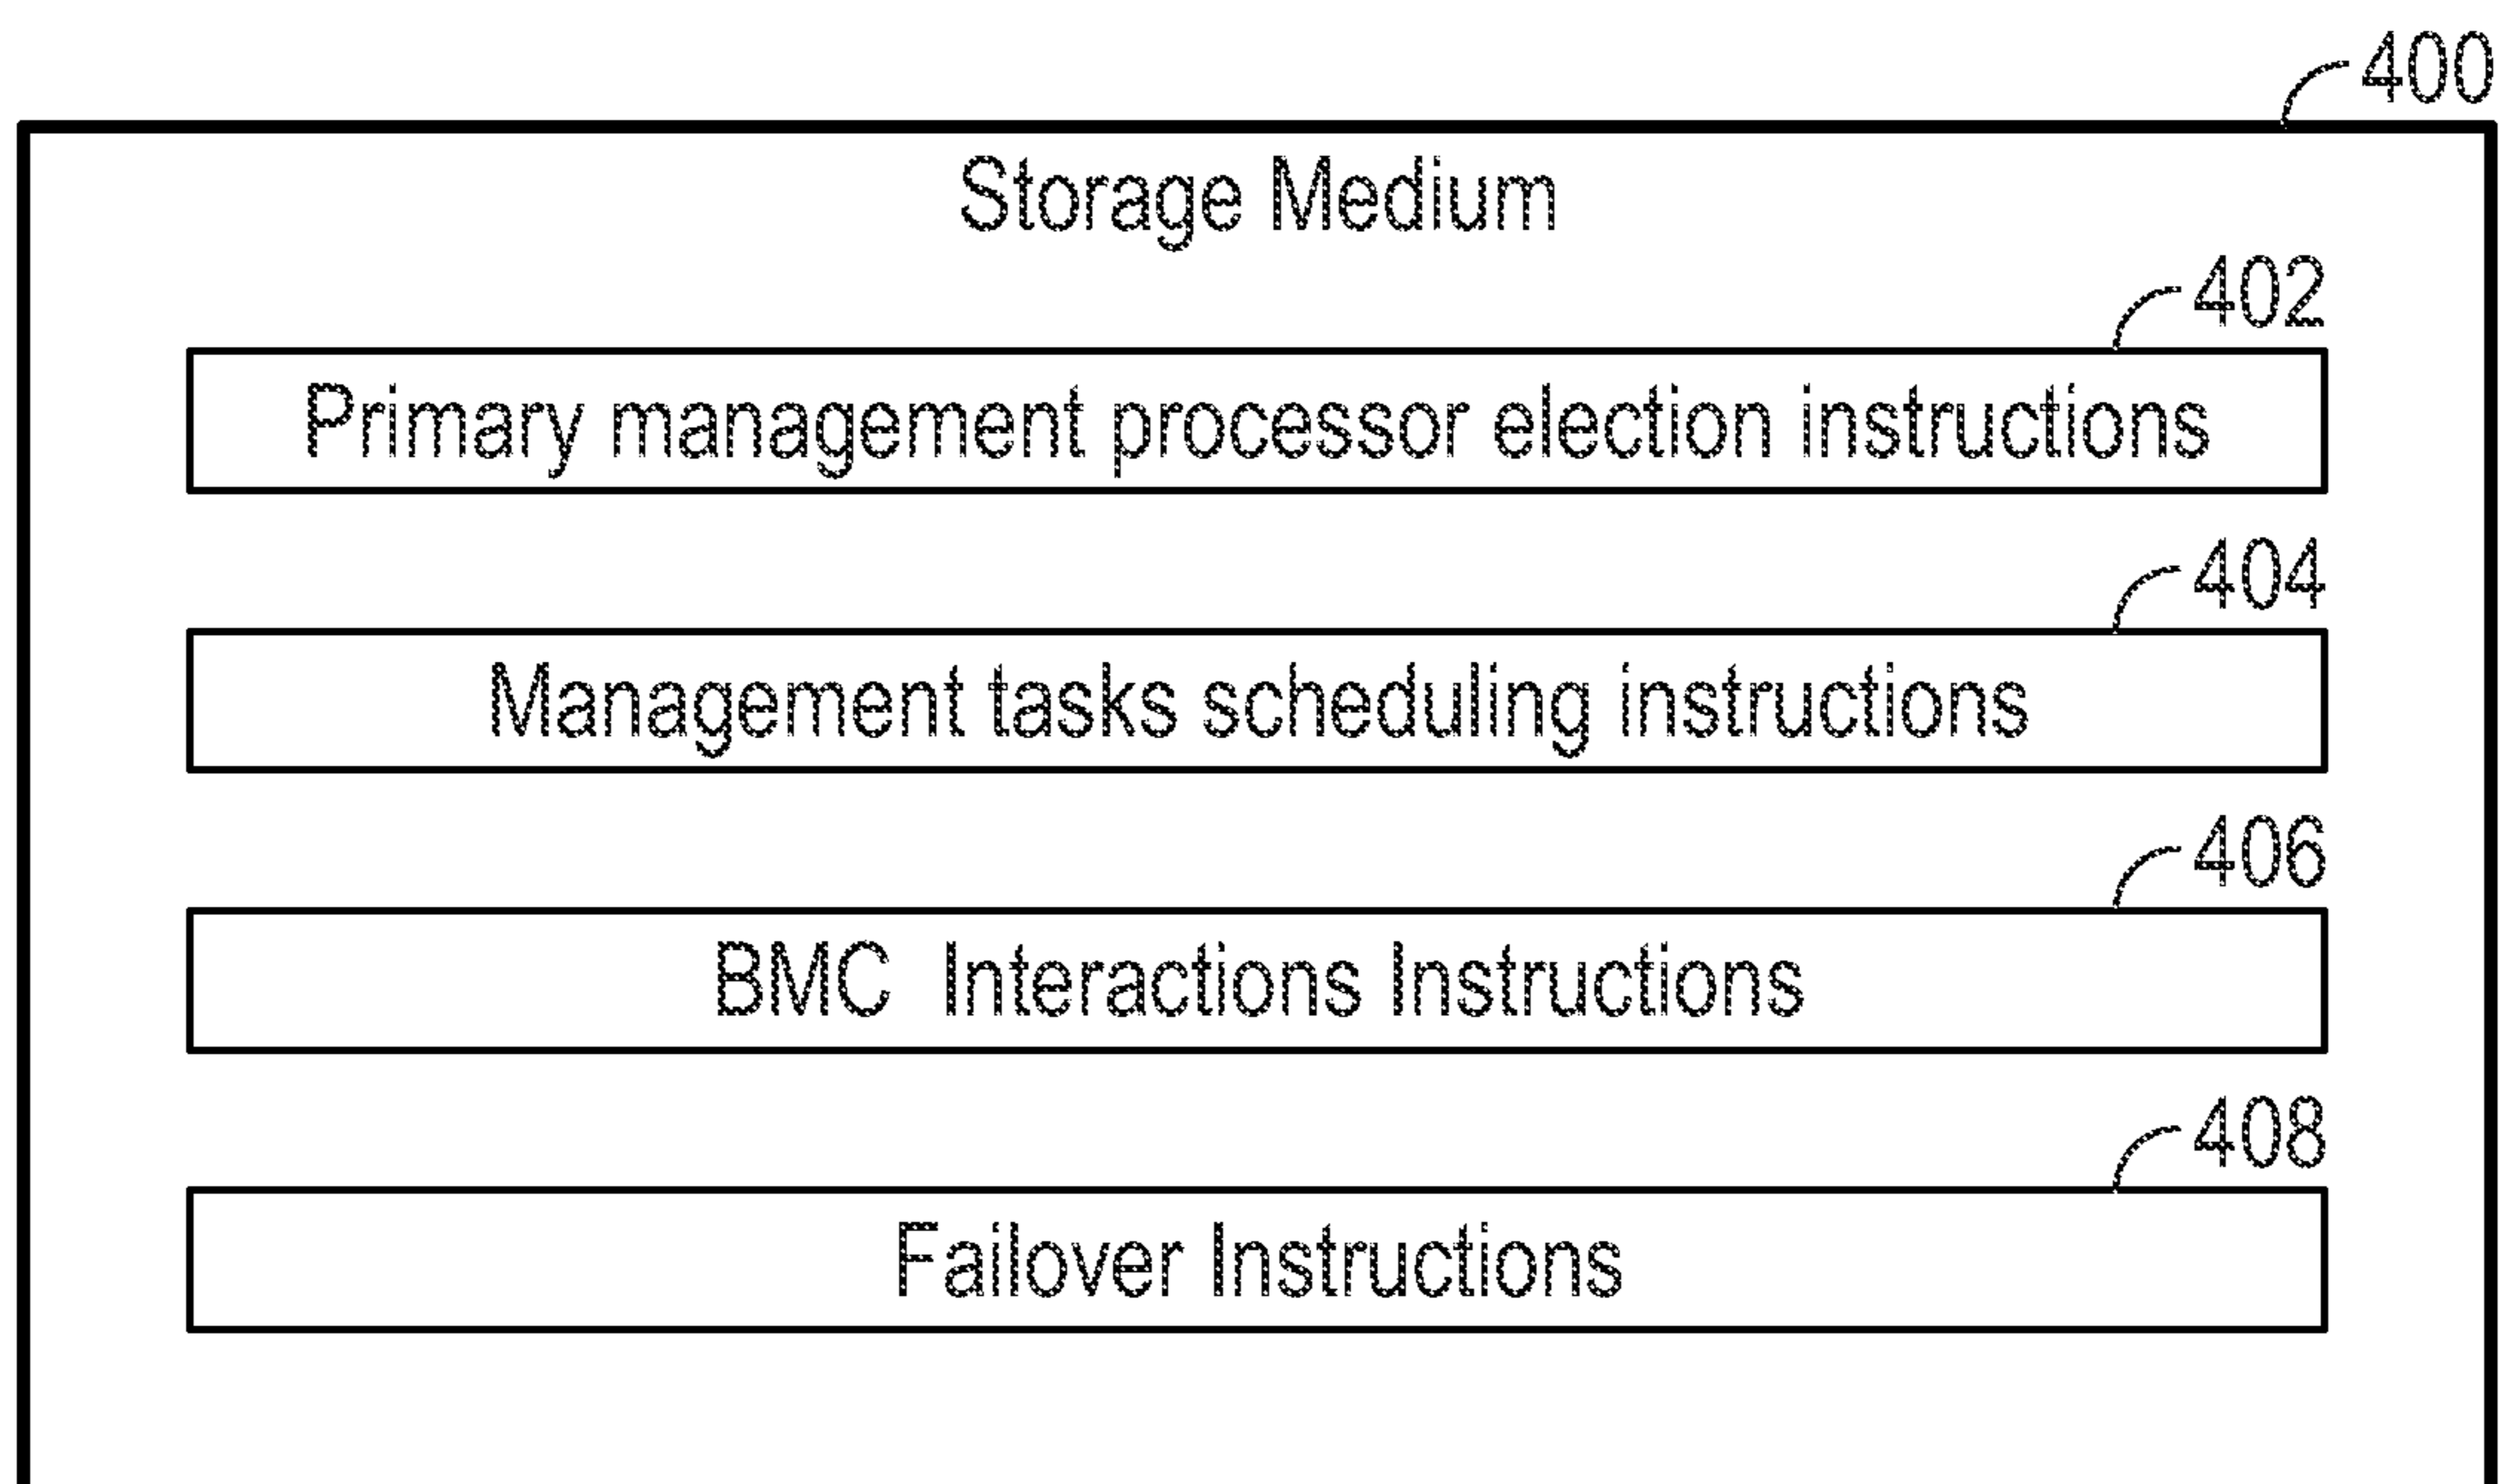 400
Storage Medium
402
Primary management processor election instructions
404
Management tasks scheduling instructions
406
BMC Interactions Instructions
408
Failover Instructions